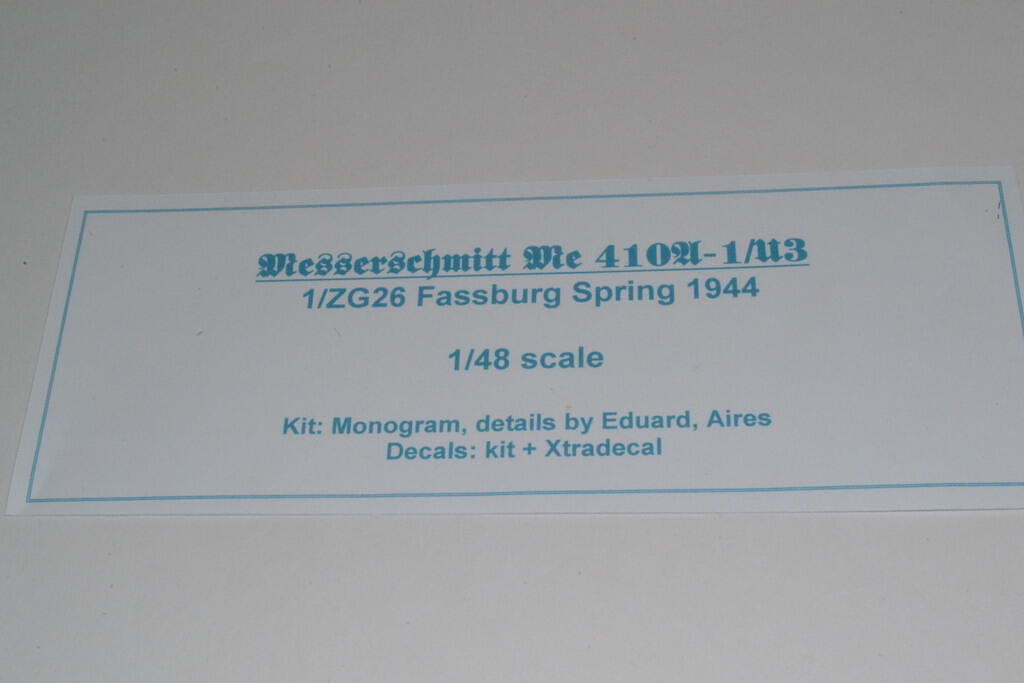 Messerschmitt Me 410A-1/U3
1/ZG26 Fassburg Spring 1944
1/48 scale
Kit: Monogram, details by Eduard, Aires
Decals: kit + Xtradecal